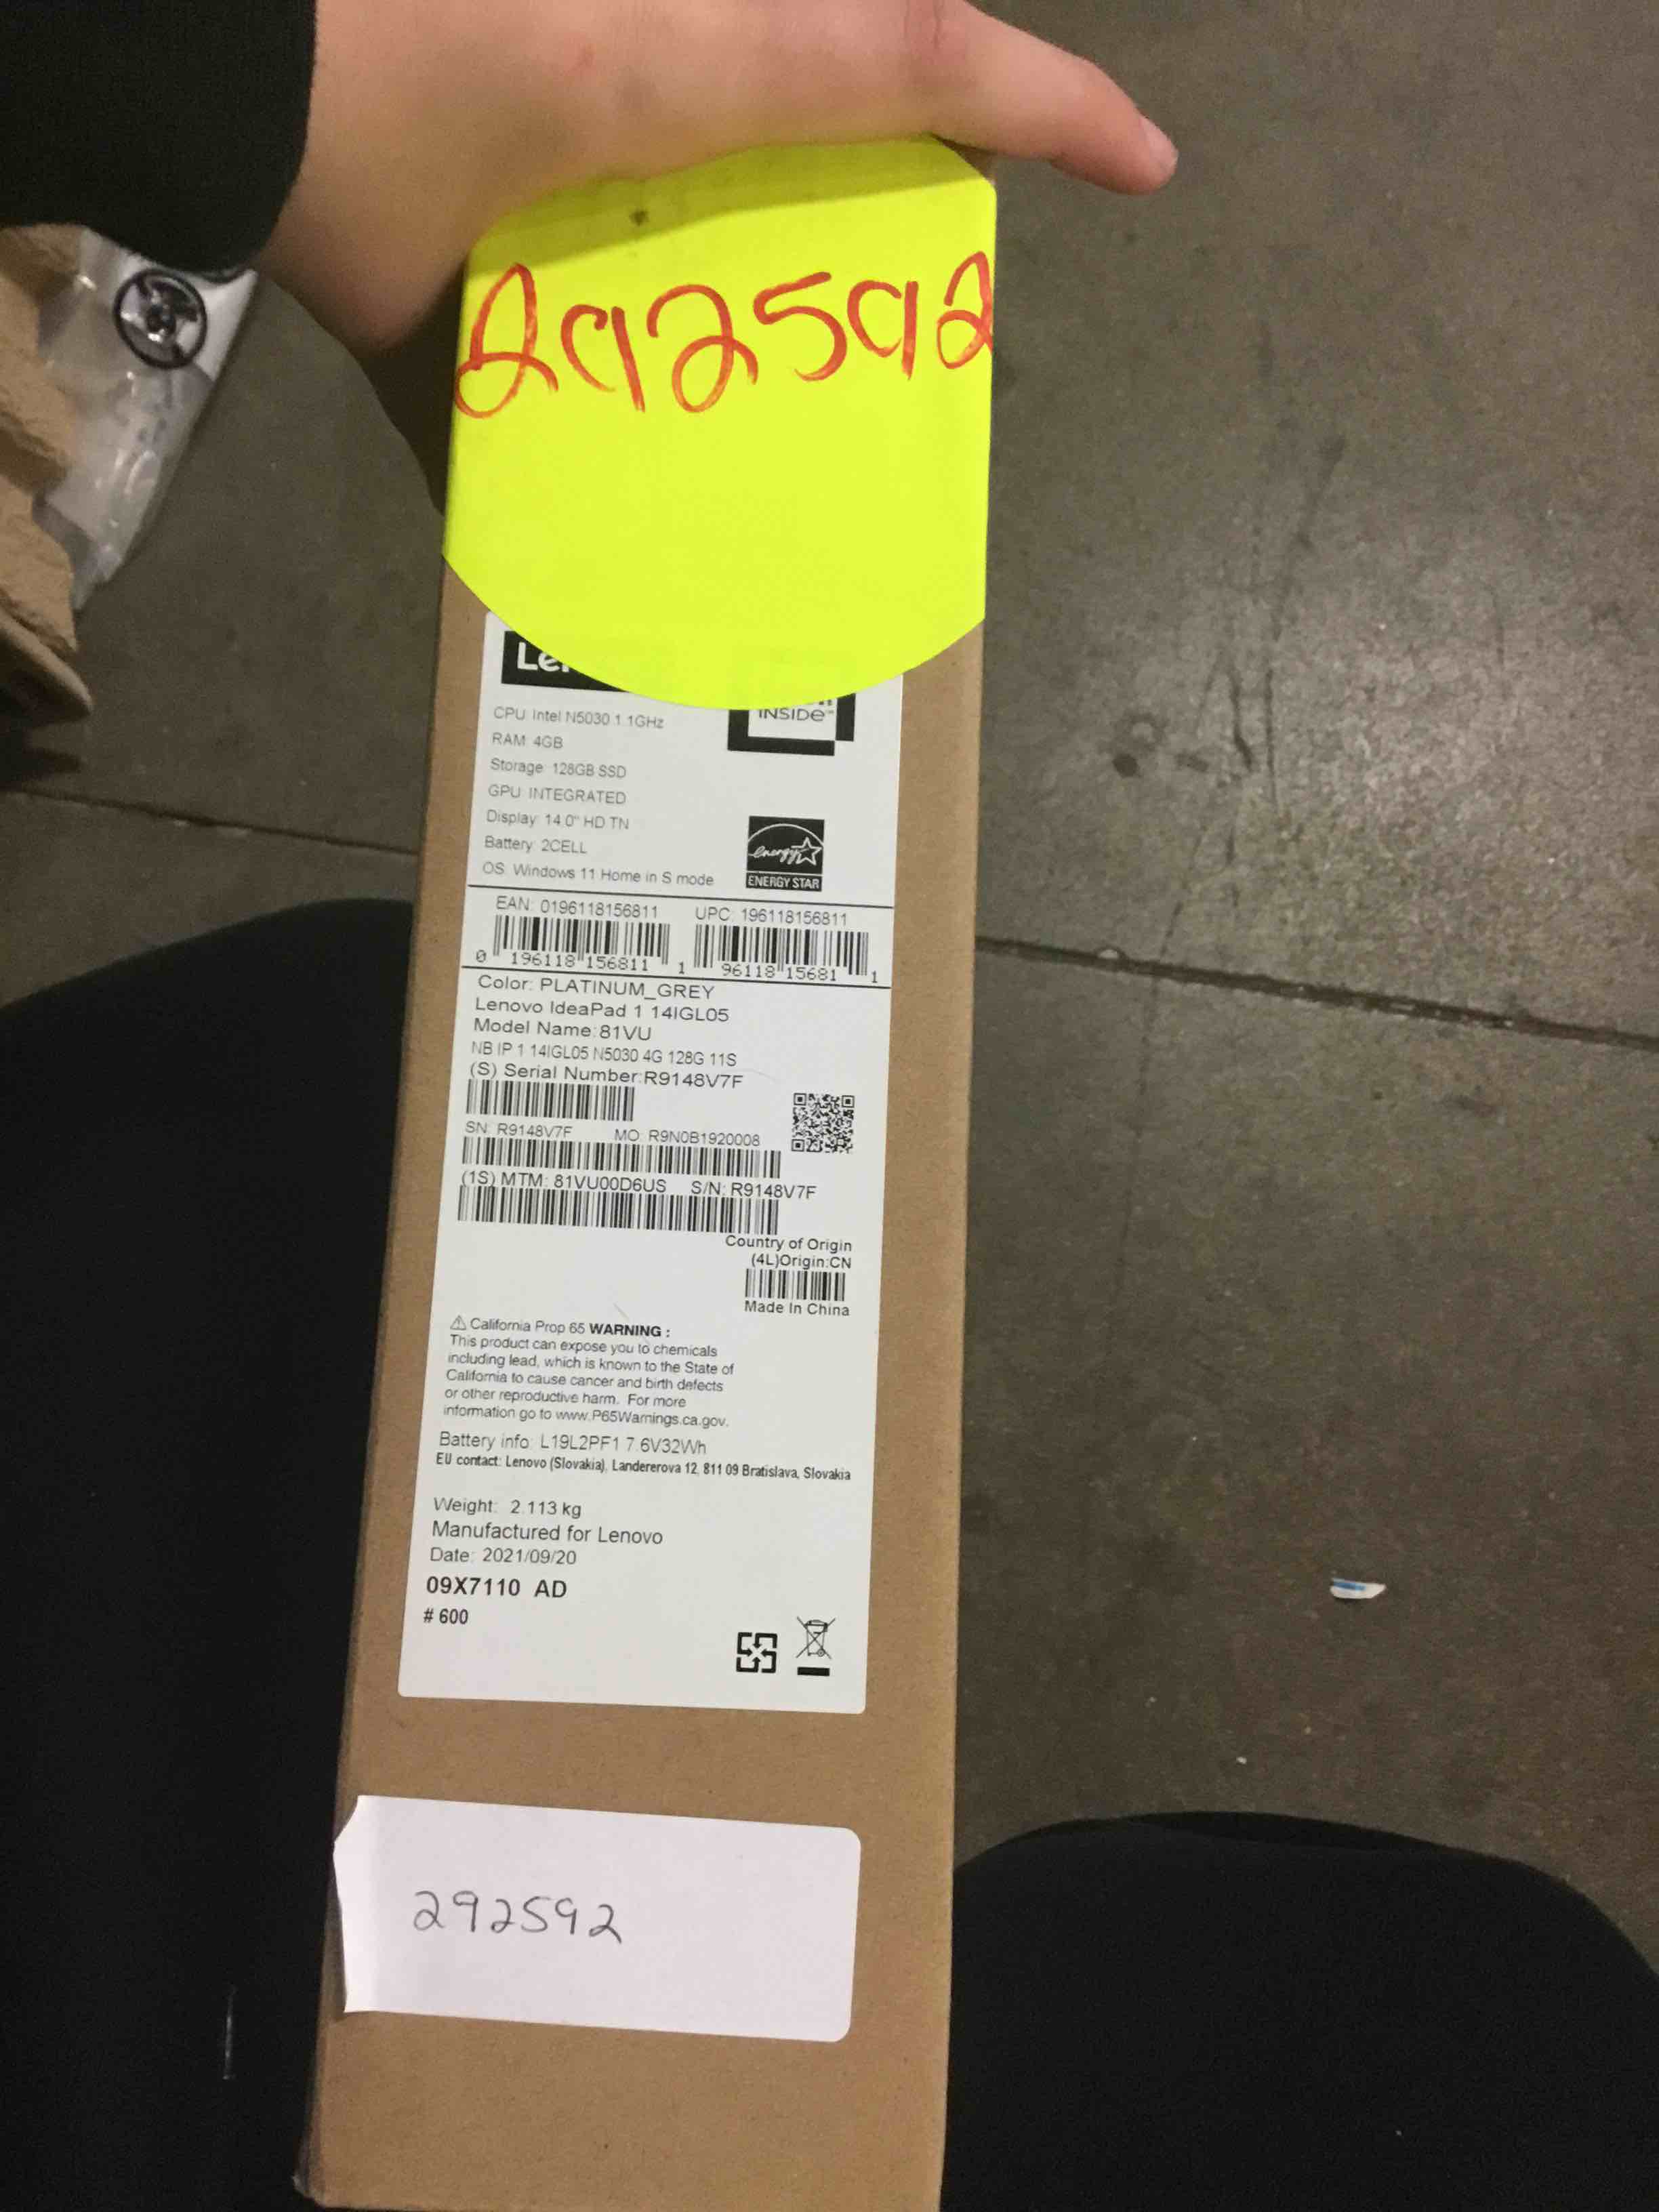 292592
CPU: Intel N5030 1.1GHz
INSIDe™
RAM: 4GB
Storage: 128GB SSD
GPU: INTEGRATED
Display: 14.0" HD TN
Battery: 2CELL
OS: Windows 11 Home in S mode
energy
ENERGY STAR
EAN: 0196118156811 UPC: 196118156811
0 196118 156811 1 96118 15681 1
Color: PLATINUM_GREY
Lenovo IdeaPad 1 14IGL05
Model Name:81VU
NB IP 1 14IGL05 N5030 4G 128G 11S
(S) Serial Number:R9148V7F
SN: R9148V7F MO: R9N0B1920008
(1S) MTM: 81VU00D6US S/N: R9148V7F
Country of Origin
(4L)Origin:CN
Made In China
⚠ California Prop 65 WARNING :
This product can expose you to chemicals
including lead, which is known to the State of
California to cause cancer and birth defects
or other reproductive harm. For more
information go to www.P65Warnings.ca.gov.
Battery info: L19L2PF1 7.6V32Wh
EU contact: Lenovo (Slovakia), Landererova 12, 811 09 Bratislava, Slovakia
Weight: 2.113 kg
Manufactured for Lenovo
Date: 2021/09/20
09X7110 AD
# 600
292592